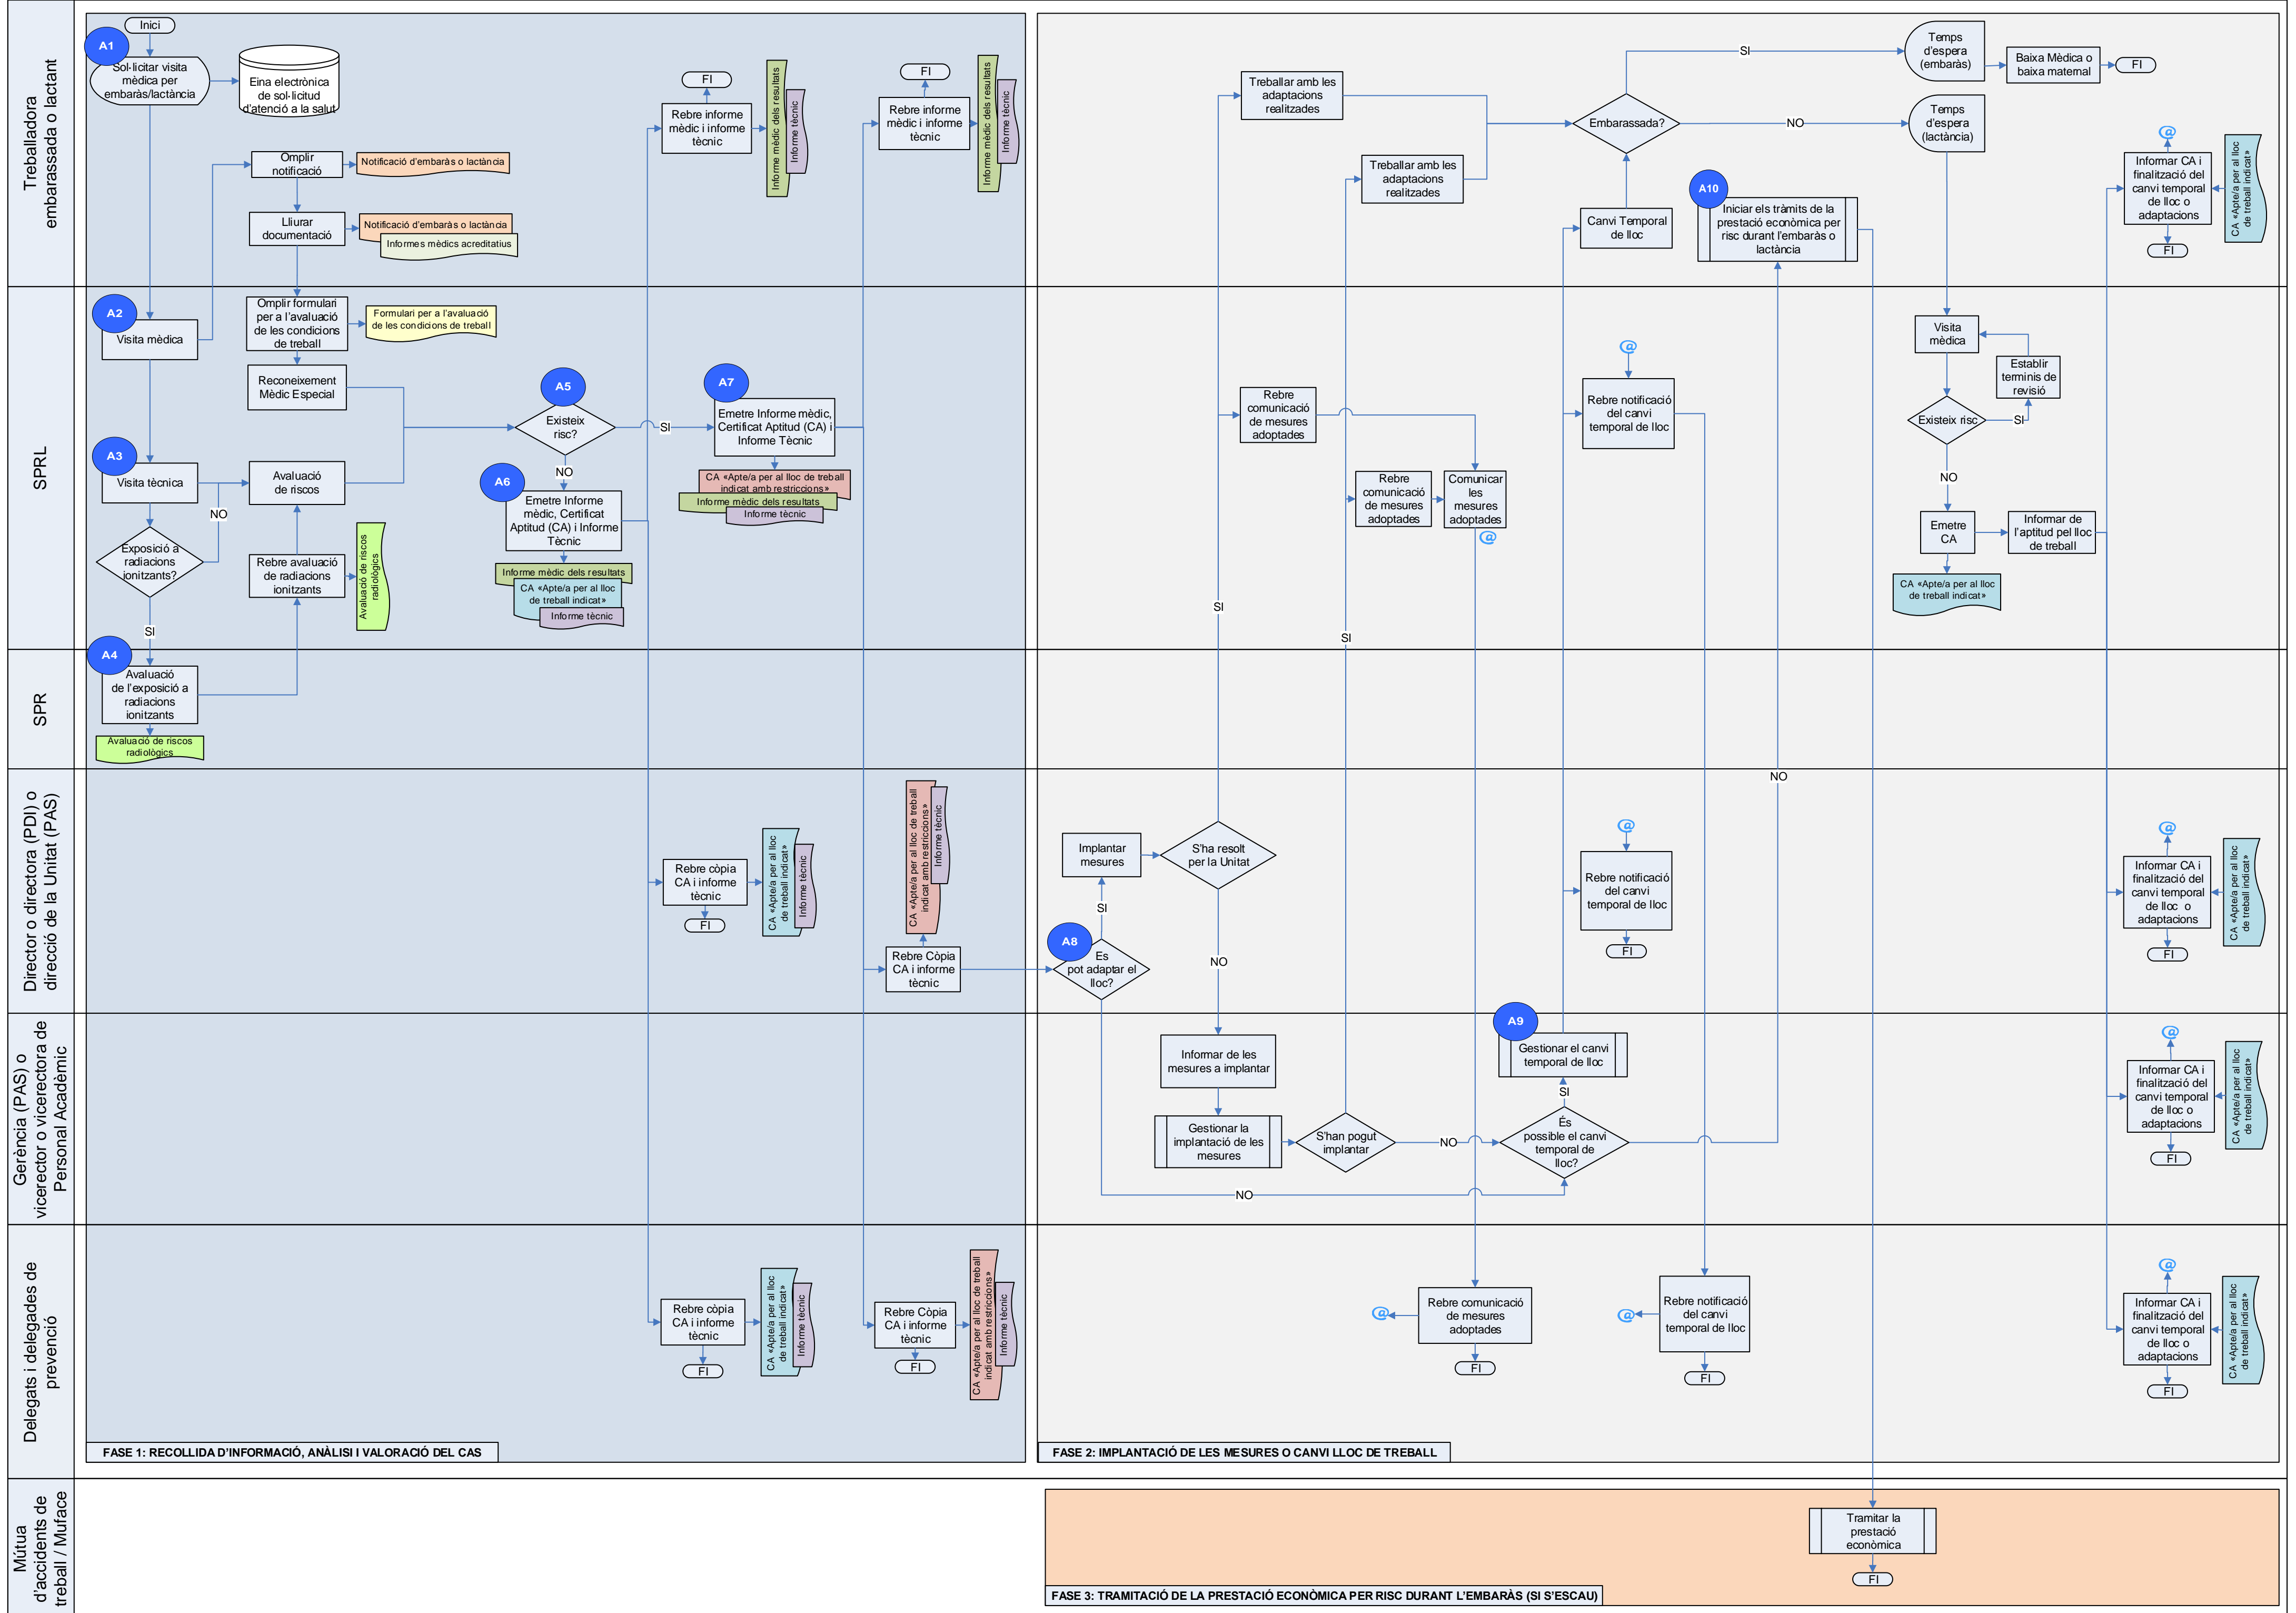 Treballadora
embarassada o lactant
Inici
A1
Sol·licitar visita
mèdica per
embaràs/lactància
Eina electrònica
de sol·licitud
d'atenció a la salut
Omplir
notificació
Notificació d'embaràs o lactància
Lliurar
documentació
Notificació d'embaràs o lactància
Informes mèdics acreditatius
FI
Rebre informe
mèdic i informe
tècnic
Informe mèdic dels resultats
Informe tècnic
FI
Rebre informe
mèdic i informe
tècnic
Informe mèdic dels resultats
Informe tècnic
Treballar amb les
adaptacions
realitzades
Treballar amb les
adaptacions
realitzades
Embarassada?
SI
NO
Temps
d'espera
(embaràs)
Baixa Mèdica o
baixa maternal
FI
Temps
d'espera
(lactància)
Canvi Temporal
de lloc
A10
Iniciar els tràmits de la
prestació econòmica per
risc durant l'embaràs o
lactància
@
Informar CA i
finalització del
canvi temporal
de lloc o
adaptacions
FI
CA «Apte/a per al lloc
de treball indicat»
SPRL
A2
Visita mèdica
Omplir formulari
per a l'avaluació
de les condicions
de treball
Formulari per a l'avaluació
de les condicions de treball
Reconeixement
Mèdic Especial
A3
Visita tècnica
Avaluació
de riscos
NO
Exposició a
radiacions
ionitzants?
SI
Rebre avaluació
de radiacions
ionitzants
Avaluació de riscos
radiològics
A5
Existeix
risc?
SI
NO
A6
Emetre Informe
mèdic, Certificat
Aptitud (CA) i Informe
Tècnic
Informe mèdic dels resultats
CA «Apte/a per al lloc
de treball indicat»
Informe tècnic
A7
Emetre Informe mèdic,
Certificat Aptitud (CA) i
Informe Tècnic
CA «Apte/a per al lloc de treball
indicat amb restriccions»
Informe mèdic dels resultats
Informe tècnic
Rebre
comunicació
de mesures
adoptades
Rebre
comunicació
de mesures
adoptades
Comunicar
les
mesures
adoptades
@
SI
SI
@
Rebre notificació
del canvi
temporal de lloc
Visita
mèdica
Establir
terminis de
revisió
Existeix risc
SI
NO
Emetre
CA
Informar de
l'aptitud pel lloc
de treball
CA «Apte/a per al lloc
de treball indicat»
SPR
A4
Avaluació
de l'exposició a
radiacions
ionitzants
Avaluació de riscos
radiològics
Director o directora (PDI) o
direcció de la Unitat (PAS)
Rebre còpia
CA i informe
tècnic
FI
CA «Apte/a per al lloc
de treball indicat»
Informe tècnic
CA «Apte/a per al lloc de treball
indicat amb restriccions»
Informe tècnic
Rebre Còpia
CA i informe
tècnic
Implantar
mesures
S'ha resolt
per la Unitat
SI
A8
Es
pot adaptar el
lloc?
NO
@
Rebre notificació
del canvi
temporal de lloc
FI
NO
@
Informar CA i
finalització del
canvi temporal
de lloc o
adaptacions
FI
CA «Apte/a per al lloc
de treball indicat»
Gerència (PAS) o
vicerector o vicerectora de
Personal Acadèmic
Informar de les
mesures a implantar
Gestionar la
implantació de les
mesures
S'han pogut
implantar
NO
A9
Gestionar el canvi
temporal de lloc
SI
És
possible el canvi
temporal de
lloc?
NO
@
Informar CA i
finalització del
canvi temporal
de lloc o
adaptacions
FI
CA «Apte/a per al lloc
de treball indicat»
Delegats i delegades de
prevenció
Rebre còpia
CA i informe
tècnic
FI
CA «Apte/a per al lloc
de treball indicat»
Informe tècnic
Rebre Còpia
CA i informe
tècnic
FI
CA «Apte/a per al lloc de treball
indicat amb restriccions»
Informe tècnic
@
Rebre comunicació
de mesures
adoptades
FI
@
Rebre notificació
del canvi
temporal de lloc
FI
@
Informar CA i
finalització del
canvi temporal
de lloc o
adaptacions
FI
CA «Apte/a per al lloc
de treball indicat»
FASE 1: RECOLLIDA D'INFORMACIÓ, ANÀLISI I VALORACIÓ DEL CAS
FASE 2: IMPLANTACIÓ DE LES MESURES O CANVI LLOC DE TREBALL
Mútua
d'accidents de
treball / Muface
Tramitar la
prestació
econòmica
FI
FASE 3: TRAMITACIÓ DE LA PRESTACIÓ ECONÒMICA PER RISC DURANT L'EMBARÀS (SI S'ESCAU)